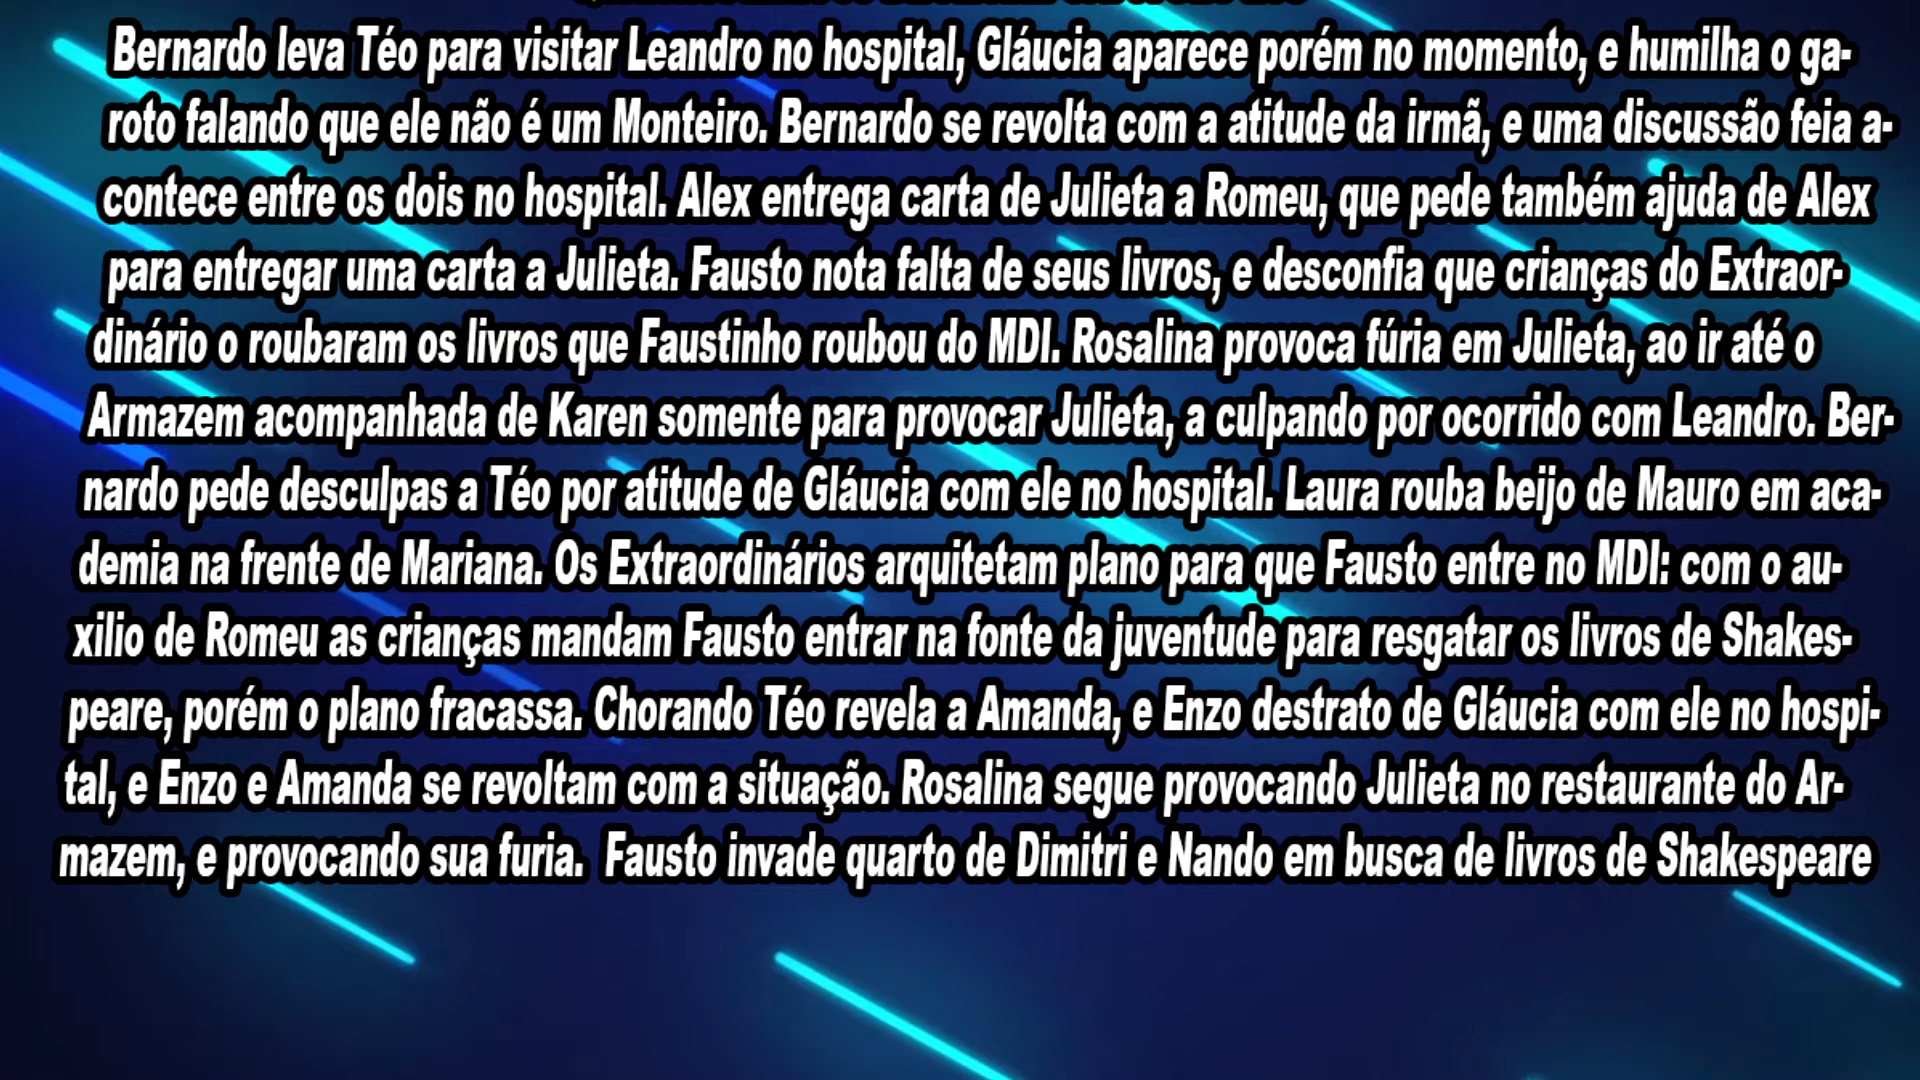 Bernardo leva Téo para visitar Leandro no hospital, Gláucia aparece porém no momento, e humilha o ga-
roto falando que ele não é um Monteiro. Bernardo se revolta com a atitude da irmã, e uma discussão feia a-
contece entre os dois no hospital. Alex entrega carta de Julieta a Romeu, que pede também ajuda de Alex
para entregar uma carta a Julieta. Fausto nota falta de seus livros, e desconfia que crianças do Extraor-
dinário o roubaram os livros que Faustinho roubou do MDI. Rosalina provoca fúria em Julieta, ao ir até o
Armazem acompanhada de Karen somente para provocar Julieta, a culpando por ocorrido com Leandro. Ber-
nardo pede desculpas a Téo por atitude de Gláucia com ele no hospital. Laura rouba beijo de Mauro em aca-
demia na frente de Mariana. Os Extraordinários arquitetam plano para que Fausto entre no MDI: com o au-
xilio de Romeu as crianças mandam Fausto entrar na fonte da juventude para resgatar os livros de Shakes-
peare, porém o plano fracassa. Chorando Téo revela a Amanda, e Enzo destrato de Gláucia com ele no hospi-
tal, e Enzo e Amanda se revoltam com a situação. Rosalina segue provocando Julieta no restaurante do Ar-
mazem, e provocando sua furia.  Fausto invade quarto de Dimitri e Nando em busca de livros de Shakespeare